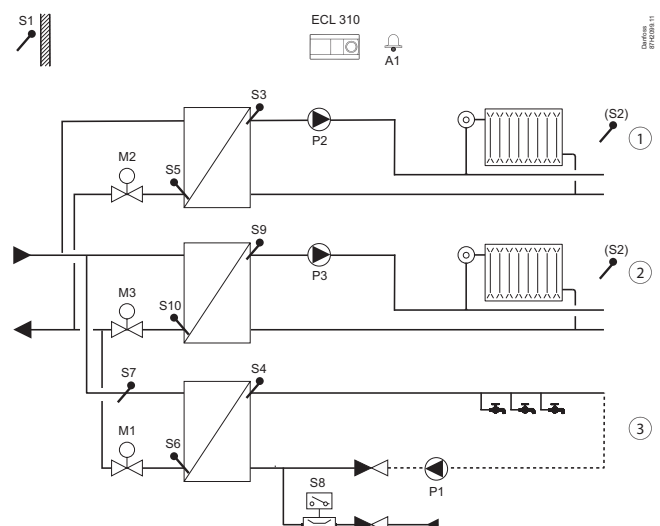 S1
ECL 310
A1
Danfoss
87H2099.11
S3
(S2)
P2
1
M2
S5
S9
(S2)
P3
2
M3
S10
S7
S4
3
M1
S6
S8
P1